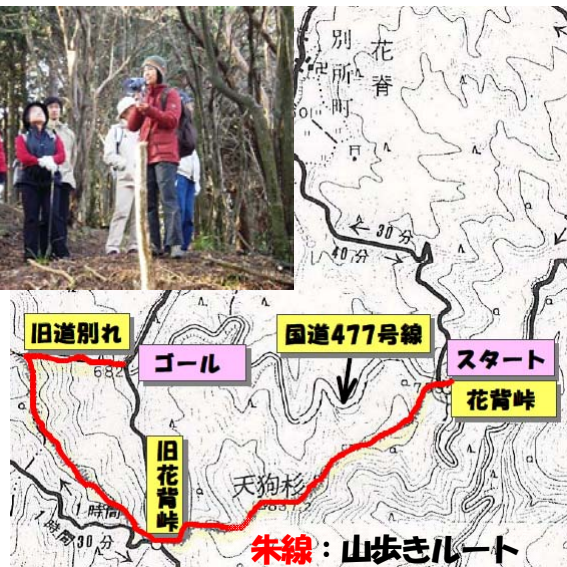 花脊
別所町
30分
40分
旧道別れ
682
ゴール
国道477号線
スタート
花背峠
旧花背峠
天狗杉
1時間
1時間30分
朱線：山歩きルート